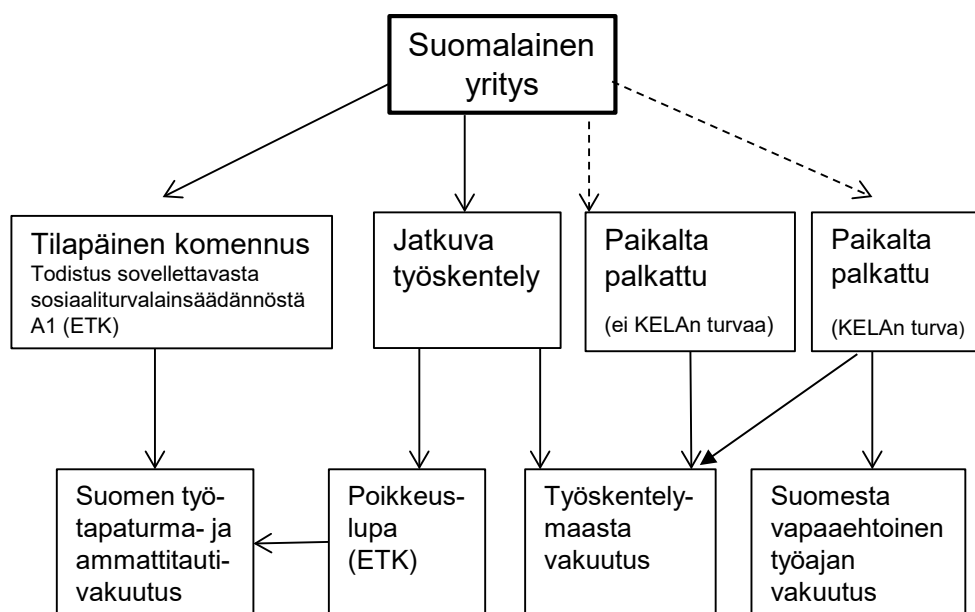 Suomalainen
yritys
Tilapäinen komennus
Todistus sovellettavasta
sosiaaliturvalainsäädännöstä
A1 (ETK)
Jatkuva
työskentely
Paikalta
palkattu
(ei KELAn turvaa)
Paikalta
palkattu
(KELAn turva)
Suomen työ-
tapaturma- ja
ammattitauti-
vakuutus
Poikkeus-
lupa
(ETK)
Työskentely-
maasta
vakuutus
Suomesta
vapaaehtoinen
työajan
vakuutus